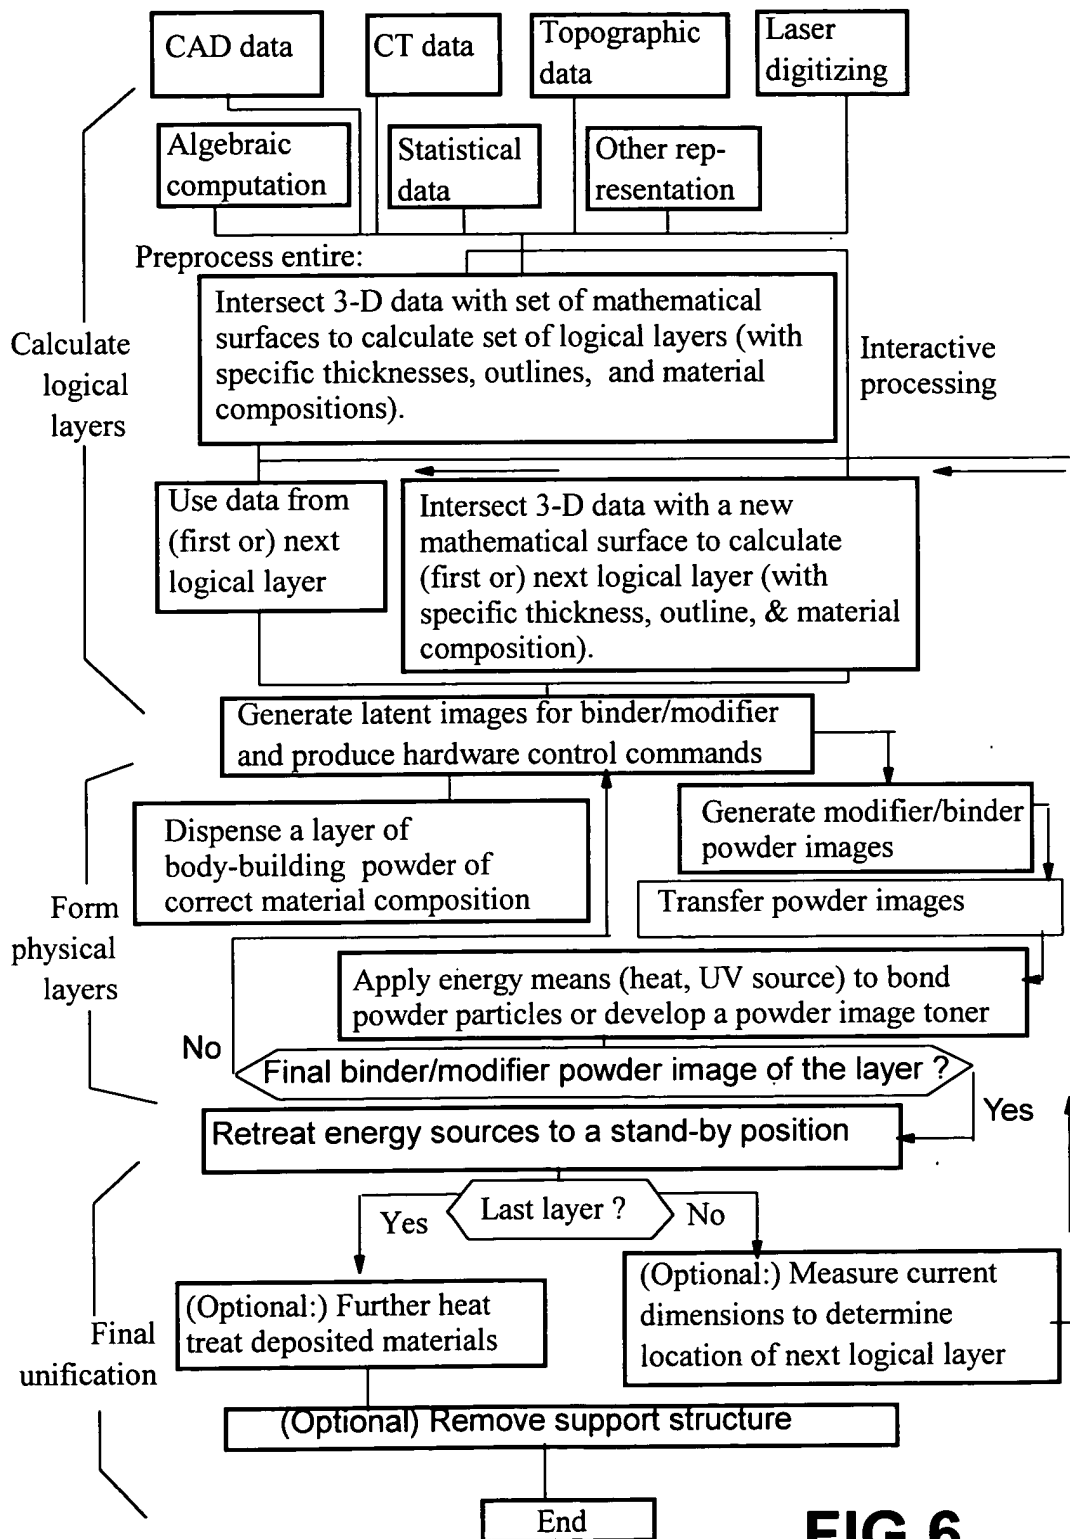 CAD data
CT data
Topographic
data
Laser
digitizing
Algebraic
computation
Statistical
data
Other rep-
resentation
Preprocess entire:
Intersect 3-D data with set of mathematical
surfaces to calculate set of logical layers (with
specific thicknesses, outlines, and material
compositions).
Interactive
processing
Calculate
logical
layers
Use data from
(first or) next
logical layer
Intersect 3-D data with a new
mathematical surface to calculate
(first or) next logical layer (with
specific thickness, outline, & material
composition).
Generate latent images for binder/modifier
and produce hardware control commands
Dispense a layer of
body-building powder of
correct material composition
Generate modifier/binder
powder images
Transfer powder images
Form
physical
layers
Apply energy means (heat, UV source) to bond
powder particles or develop a powder image toner
No
Final binder/modifier powder image of the layer ?
Yes
Retreat energy sources to a stand-by position
Last layer ?
Yes
No
(Optional:) Further heat
treat deposited materials
(Optional:) Measure current
dimensions to determine
location of next logical layer
Final
unification
(Optional) Remove support structure
End
FIG 6